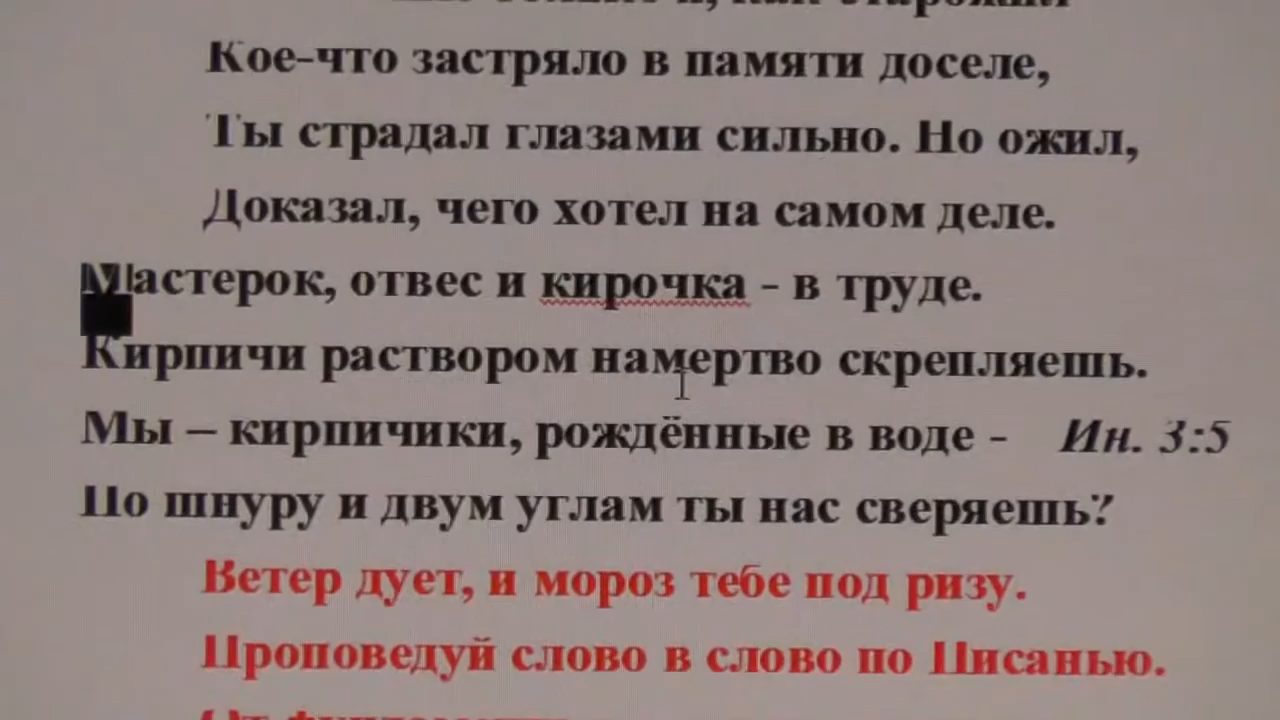 Кое-что застряло в памяти доселе,
Ты страдал глазами сильно. Но ожил,
Доказал, чего хотел на самом деле.
Мастерок, отвес и кирочка - в труде.
Кирпичи раствором намертво скрепляешь.
Мы – кирпичики, рождённые в воде - Ин. 3:5
По шнуру и двум углам ты нас сверяешь?
Ветер дует, и мороз тебе под ризу.
Проповедуй слово в слово по Писанью.